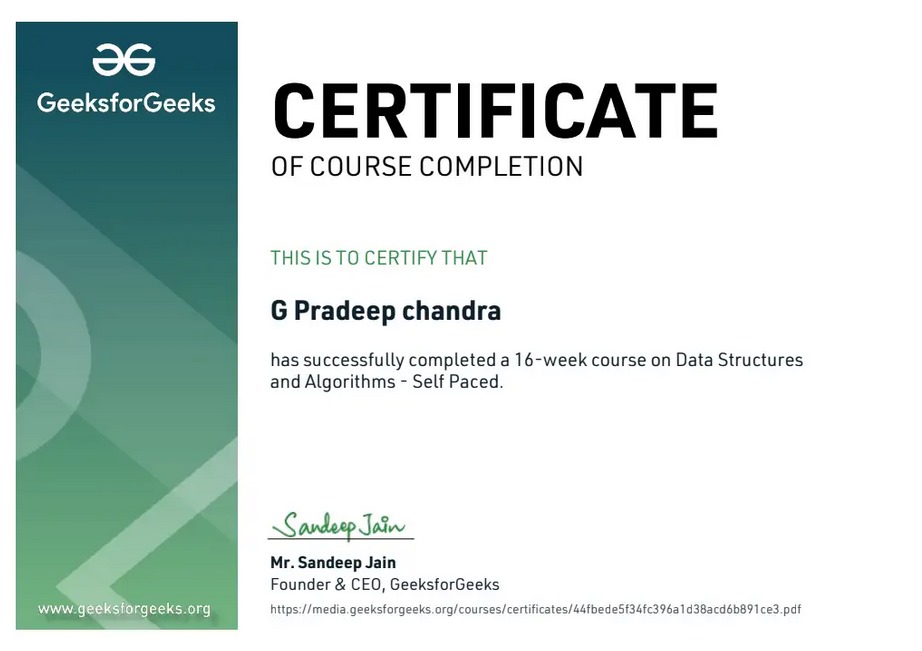 GeeksforGeeks
CERTIFICATE
OF COURSE COMPLETION
THIS IS TO CERTIFY THAT
G Pradeep chandra
has successfully completed a 16-week course on Data Structures
and Algorithms - Self Paced.
Sandeep Jain
Mr. Sandeep Jain
Founder & CEO, GeeksforGeeks
https://media.geeksforgeeks.org/courses/certificates/44fbede5f34fc396a1d38acd6b891ce3.pdf
www.geeksforgeeks.org